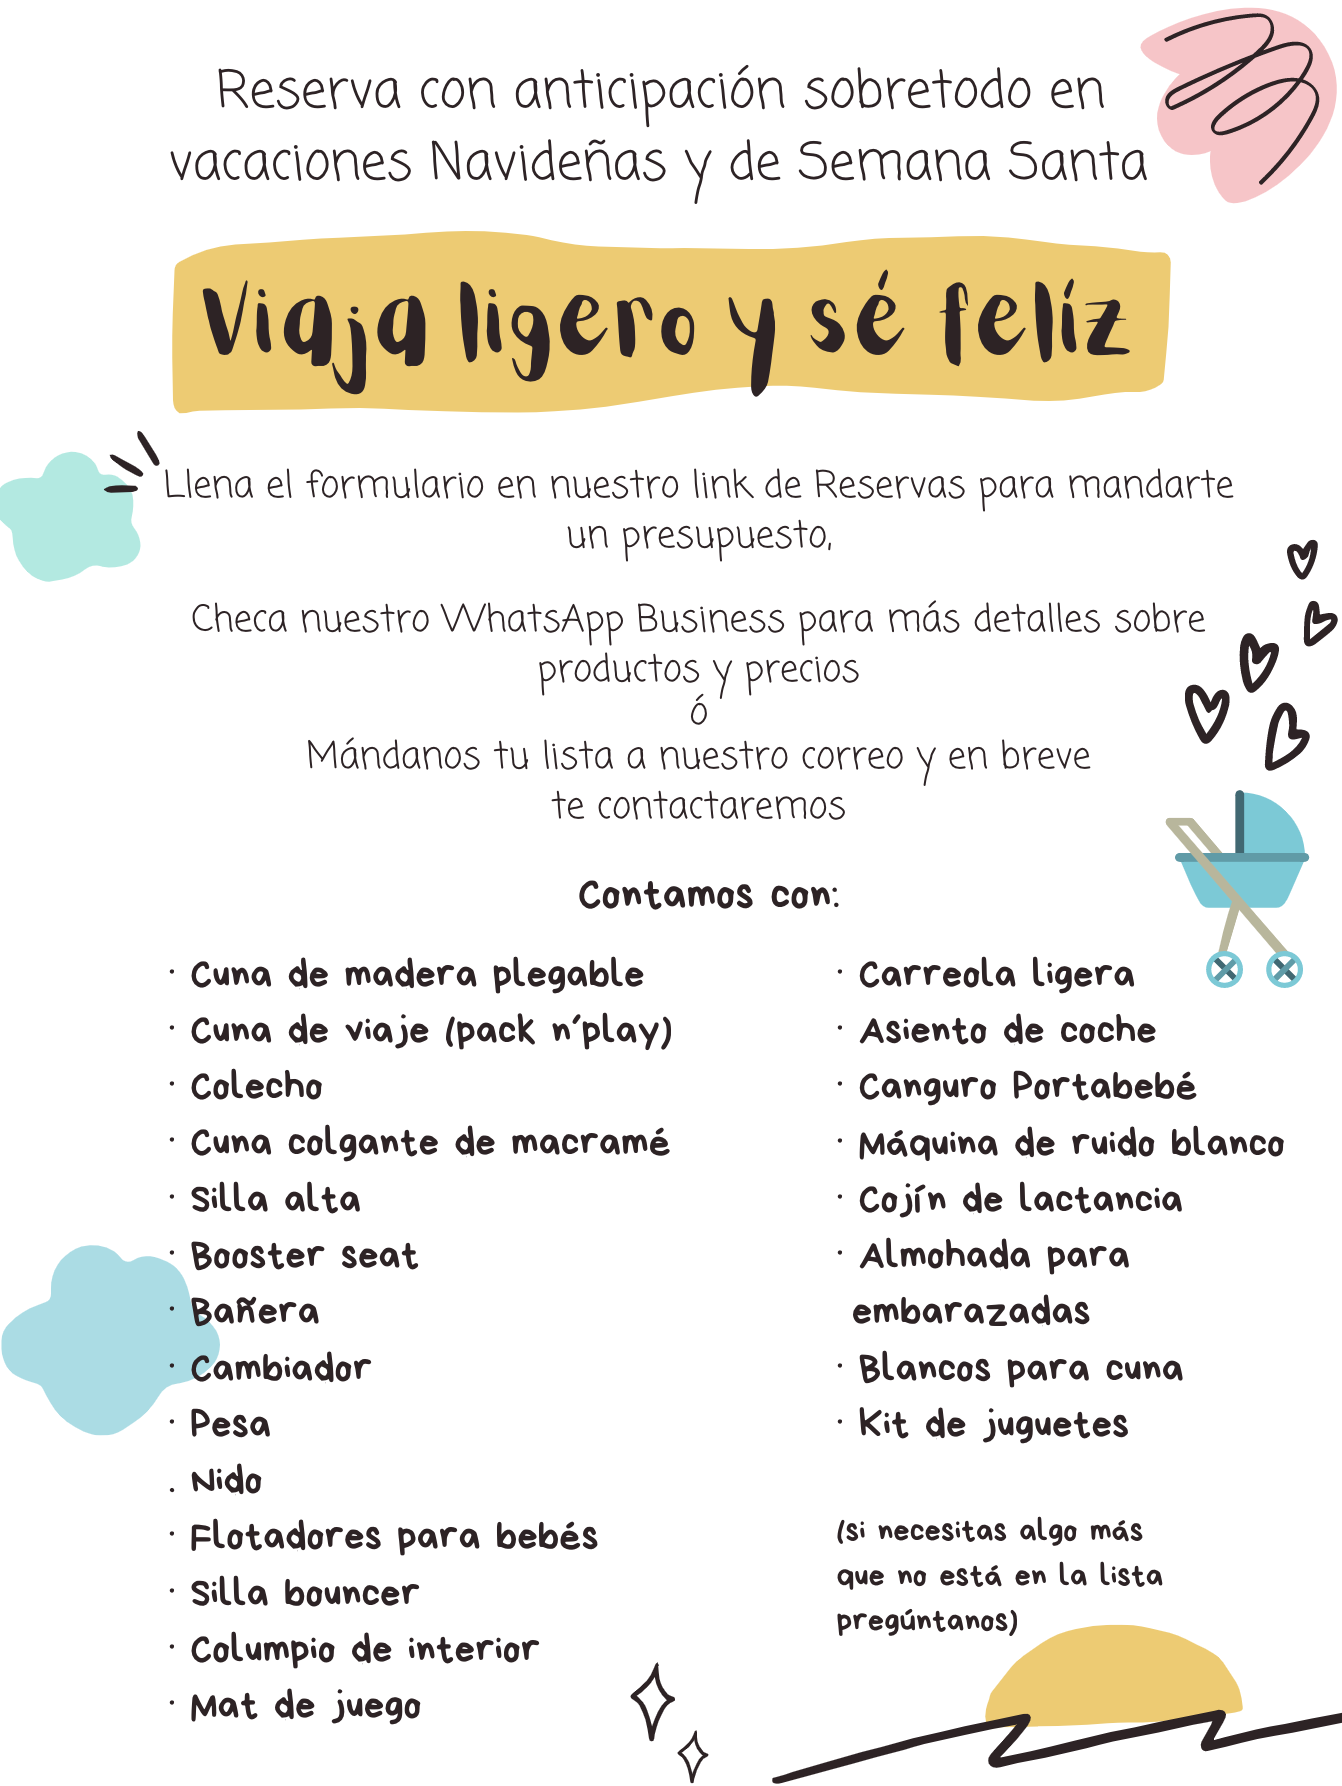 Reserva con anticipación sobretodo en
vacaciones Navideñas y de Semana Santa
Viaja ligero y sé felíz
Llena el formulario en nuestro link de Reservas para mandarte
un presupuesto,
Checa nuestro WhatsApp Business para más detalles sobre
productos y precios
ó
Mándanos tu lista a nuestro correo y en breve
te contactaremos
Contamos con:
· Cuna de madera plegable
· Cuna de viaje (pack n´play)
· Colecho
· Cuna colgante de macramé
· Silla alta
· Booster seat
· Bañera
· Cambiador
· Pesa
. Nido
· Flotadores para bebés
· Silla bouncer
· Columpio de interior
· Mat de juego
· Carreola ligera
· Asiento de coche
· Canguro Portabebé
· Máquina de ruido blanco
· Cojín de lactancia
· Almohada para
embarazadas
· Blancos para cuna
· Kit de juguetes
(si necesitas algo más
que no está en la lista
pregúntanos)